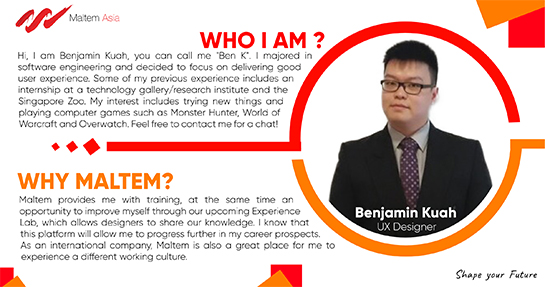 Maltem Asia
WHO I AM ?
Hi, I am Benjamin Kuah, you can call me "Ben K". I majored in
software engineering and decided to focus on delivering good
user experience. Some of my previous experience includes an
internship at a technology gallery/research institute and the
Singapore Zoo. My interest includes trying new things and
playing computer games such as Monster Hunter, World of
Warcraft and Overwatch. Feel free to contact me for a chat!
WHY MALTEM?
Maltem provides me with training, at the same time an
opportunity to improve myself through our upcoming Experience
Lab, which allows designers to share our knowledge. I know that
this platform will allow me to progress further in my career prospects.
As an international company, Maltem is also a great place for me to
experience a different working culture.
Benjamin Kuah
UX Designer
Shape your Future